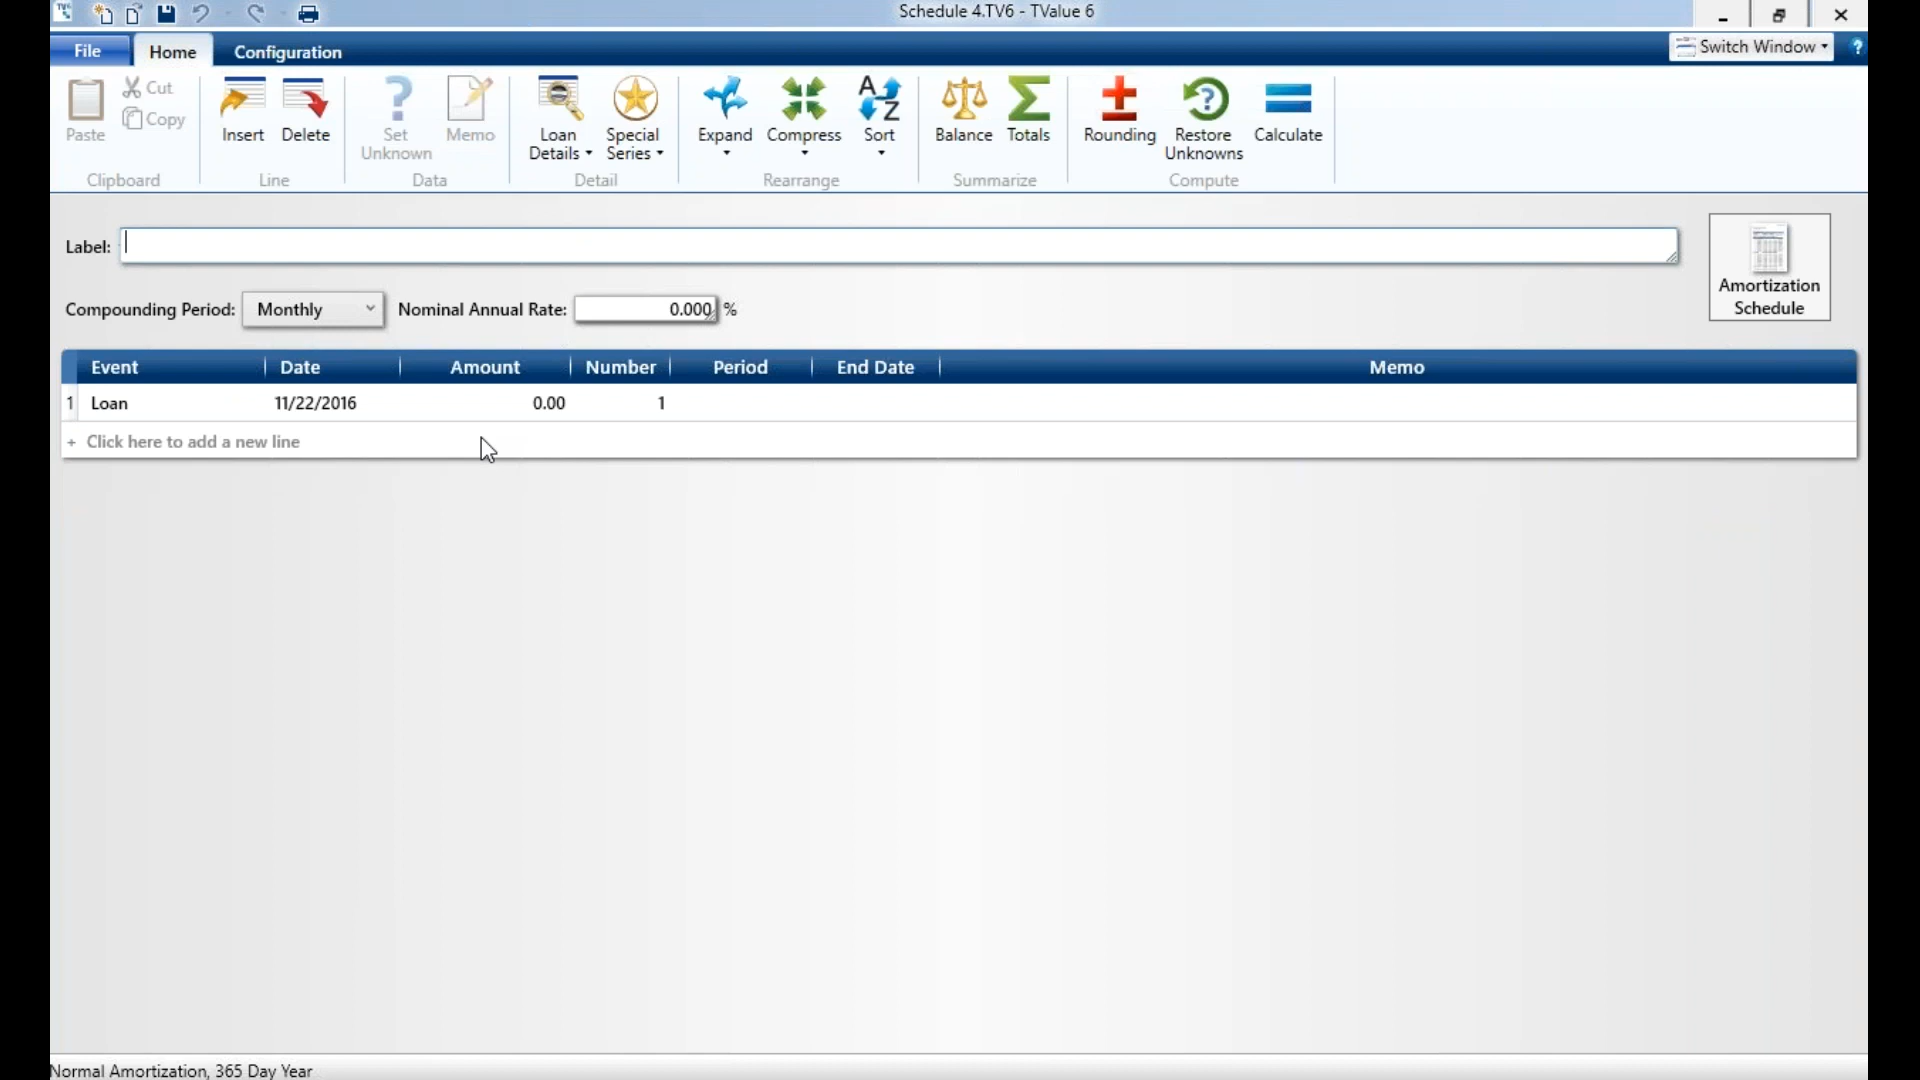 Schedule 4.TV6 - TValue 6
File Home Configuration Switch Window
Paste Cut Copy Insert Delete Set Unknown Memo Loan Details Special Series Expand Compress Sort Balance Totals Rounding Restore Unknowns Calculate
Clipboard Line Data Detail Rearrange Summarize Compute
Label:
Amortization
Schedule
Compounding Period: Monthly Nominal Annual Rate: 0.000 %
Event Date Amount Number Period End Date Memo
1 Loan 11/22/2016 0.00 1
+ Click here to add a new line
Normal Amortization, 365 Day Year